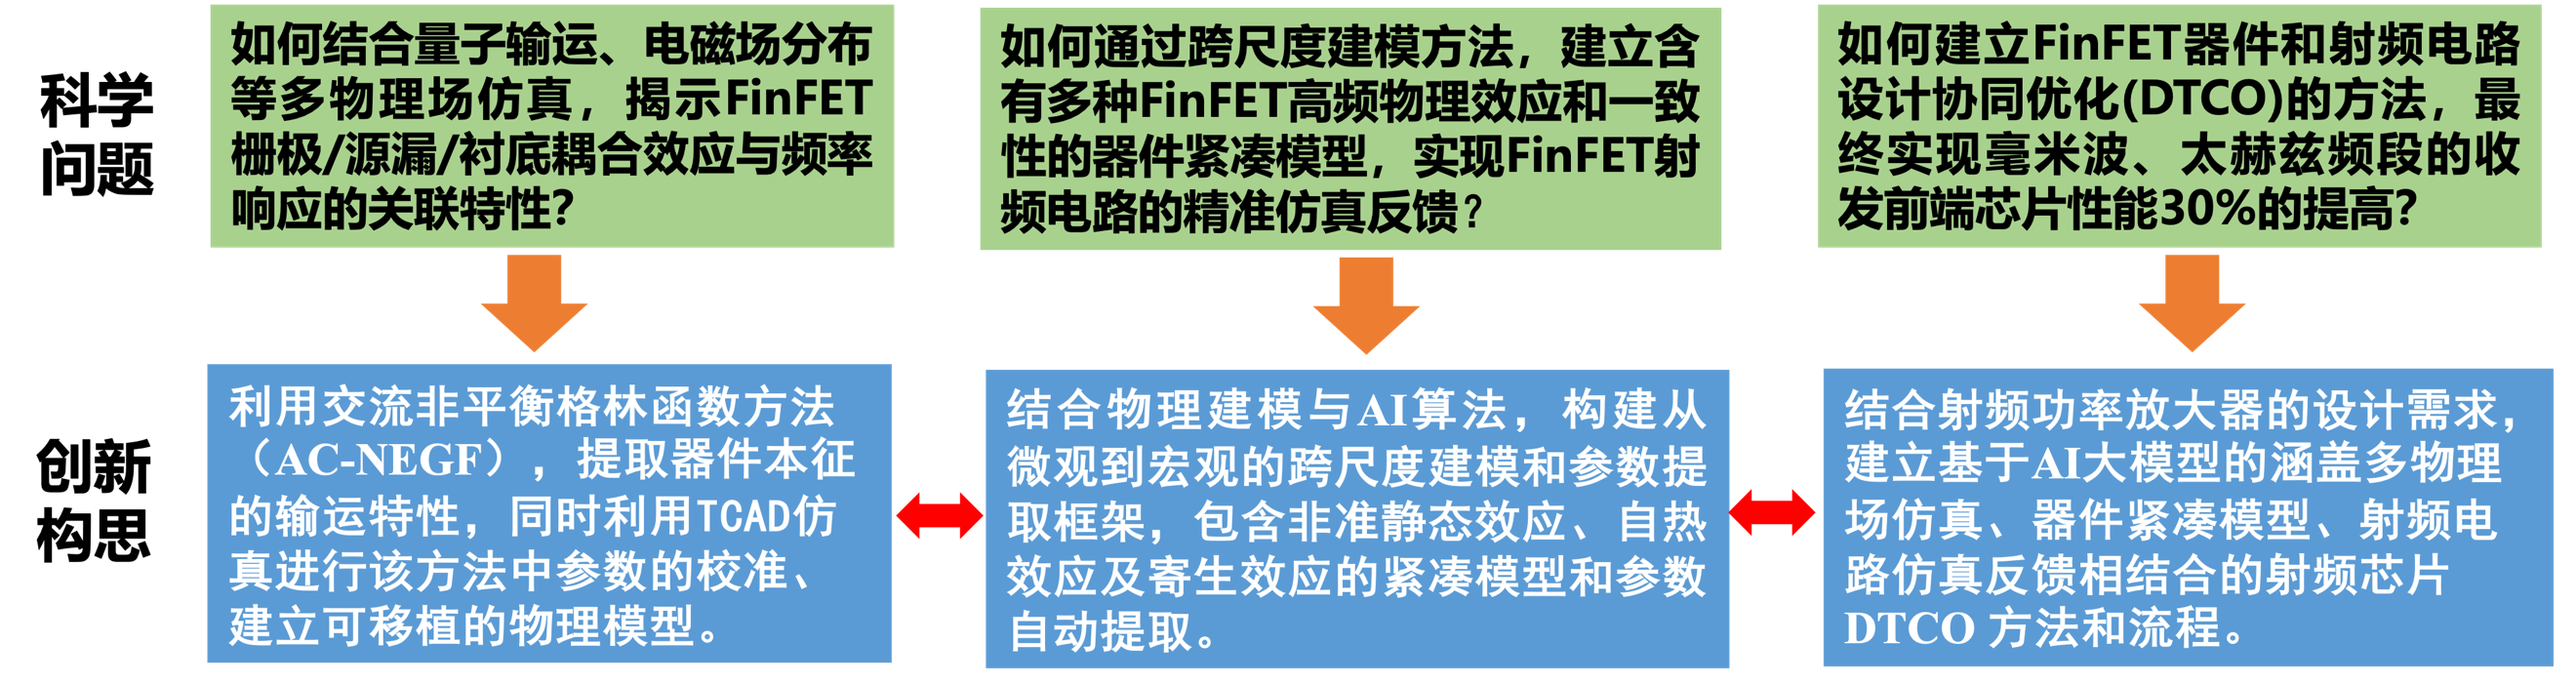 科学
问题
如何结合量子输运、电磁场分布
等多物理场仿真，揭示FinFET
栅极/源漏/衬底耦合效应与频率
响应的关联特性？
如何通过跨尺度建模方法，建立含
有多种FinFET高频物理效应和一致
性的器件紧凑模型，实现FinFET射
频电路的精准仿真反馈？
如何建立FinFET器件和射频电路
设计协同优化(DTCO)的方法，最
终实现毫米波、太赫兹频段的收
发前端芯片性能30%的提高？
创新
构思
利用交流非平衡格林函数方法
（AC-NEGF），提取器件本征
的输运特性，同时利用TCAD仿
真进行该方法中参数的校准、
建立可移植的物理模型。
结合物理建模与AI算法，构建从
微观到宏观的跨尺度建模和参数提
取框架，包含非准静态效应、自热
效应及寄生效应的紧凑模型和参数
自动提取。
结合射频功率放大器的设计需求，
建立基于AI大模型的涵盖多物理
场仿真、器件紧凑模型、射频电
路仿真反馈相结合的射频芯片
DTCO 方法和流程。